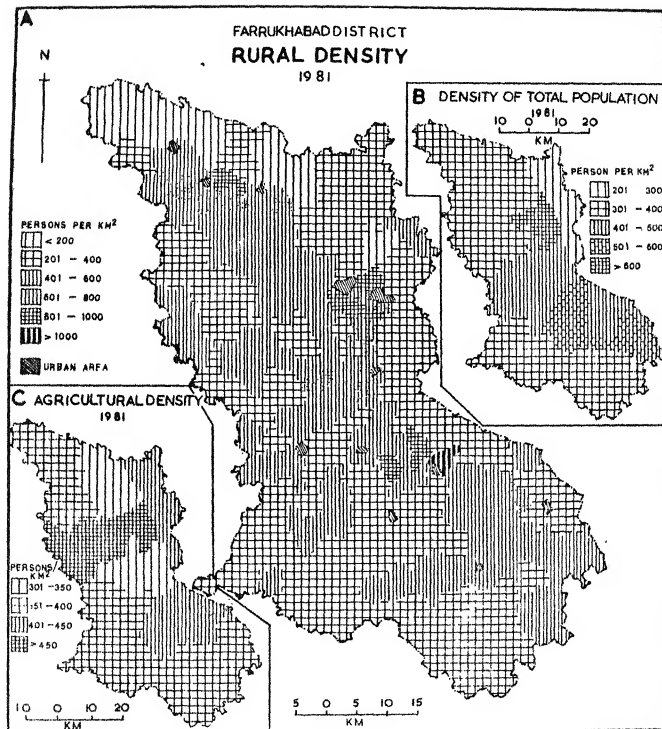 A
FARRUKHABAD DISTRICT
RURAL DENSITY
1981
N
PERSONS PER KM²
< 200
201 – 400
401 – 600
601 – 800
801 – 1000
> 1000
URBAN AREA
5 0 5 10 15
KM
B DENSITY OF TOTAL POPULATION
1981
10 0 10 20
KM
PERSON PER KM²
201 300
301 – 400
401 – 500
501 – 600
> 600
C AGRICULTURAL DENSITY
1981
PERSONS/
KM²
301 – 350
351 – 400
401 – 450
> 450
10 0 10 20
KM